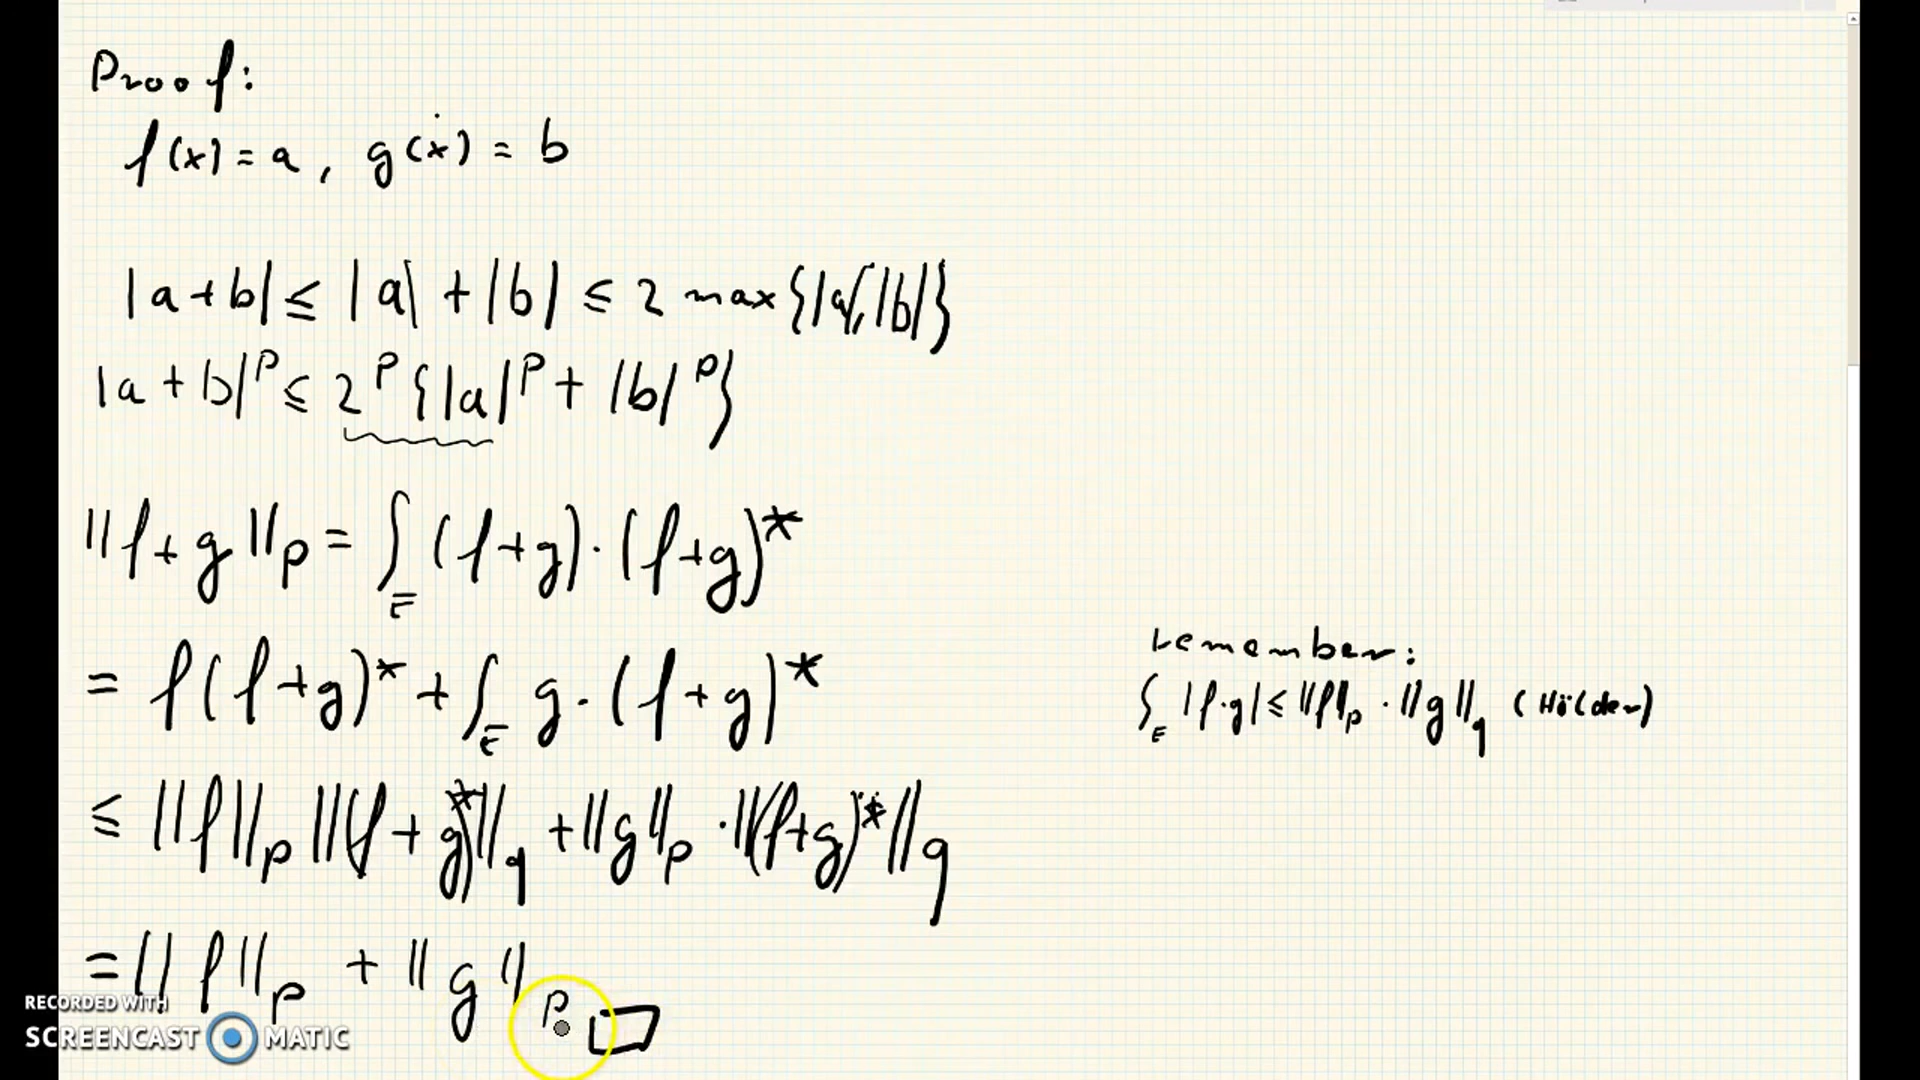 Proof:
f(x) = a, g(x) = b
|a+b| ≤ |a| + |b| ≤ 2 max{|a|,|b|}
|a + b|^p ≤ 2^p {|a|^p + |b|^p}
||f+g||_p = ∫_E (f+g)·(f+g)*
= f(f+g)* + ∫_E g·(f+g)*
remember:
∫_E |f·g| ≤ ||f||_p · ||g||_q (Hölder)
≤ ||f||_p ||(f+g)*||_q + ||g||_p · ||(f+g)*||_q
= ||f||_p + ||g||_p □
RECORDED WITH
SCREENCAST MATIC